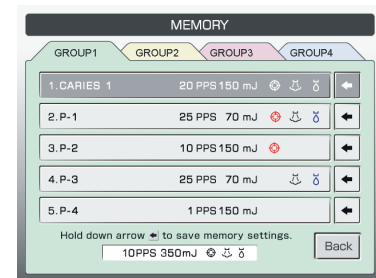 MEMORY
GROUP1 GROUP2 GROUP3 GROUP4
1.CARIES 1 20 PPS 150 mJ
2.P-1 25 PPS 70 mJ
3.P-2 10 PPS 150 mJ
4.P-3 25 PPS 70 mJ
5.P-4 1 PPS 150 mJ
Hold down arrow to save memory settings.
10PPS 350mJ
Back